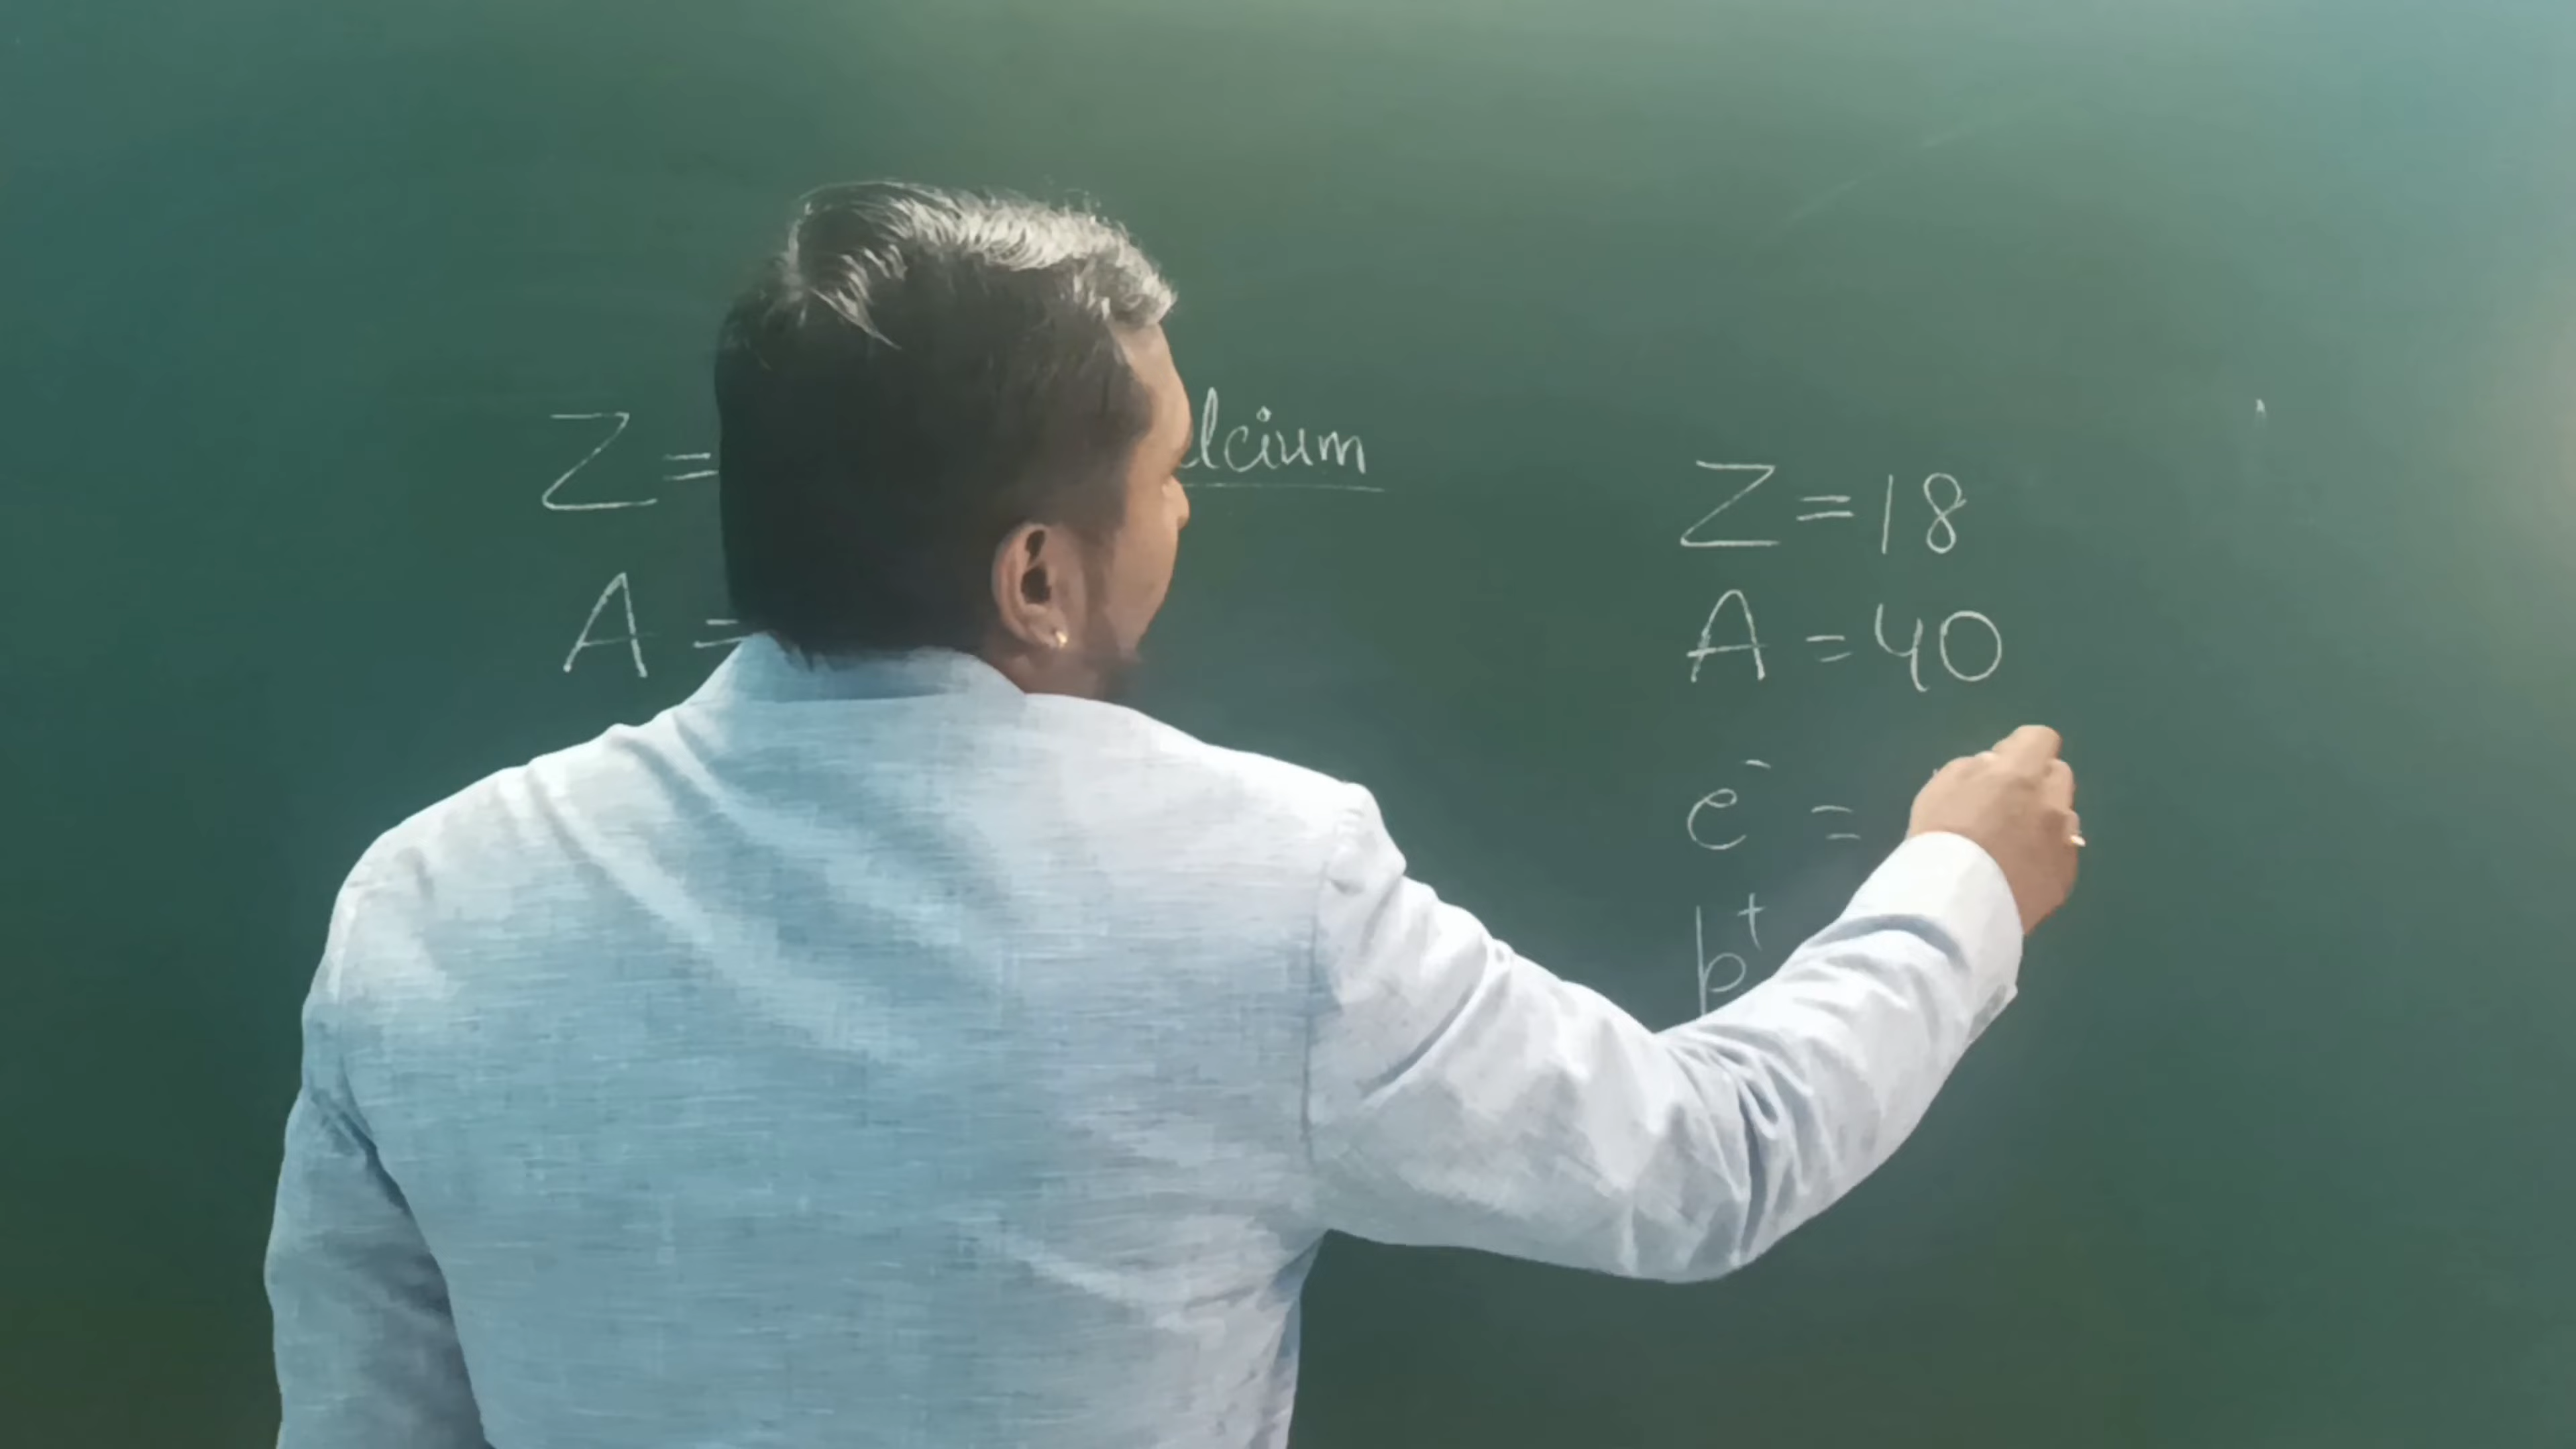 Z = lcium
A =
Z = 18
A = 40
e⁻ =
p⁺